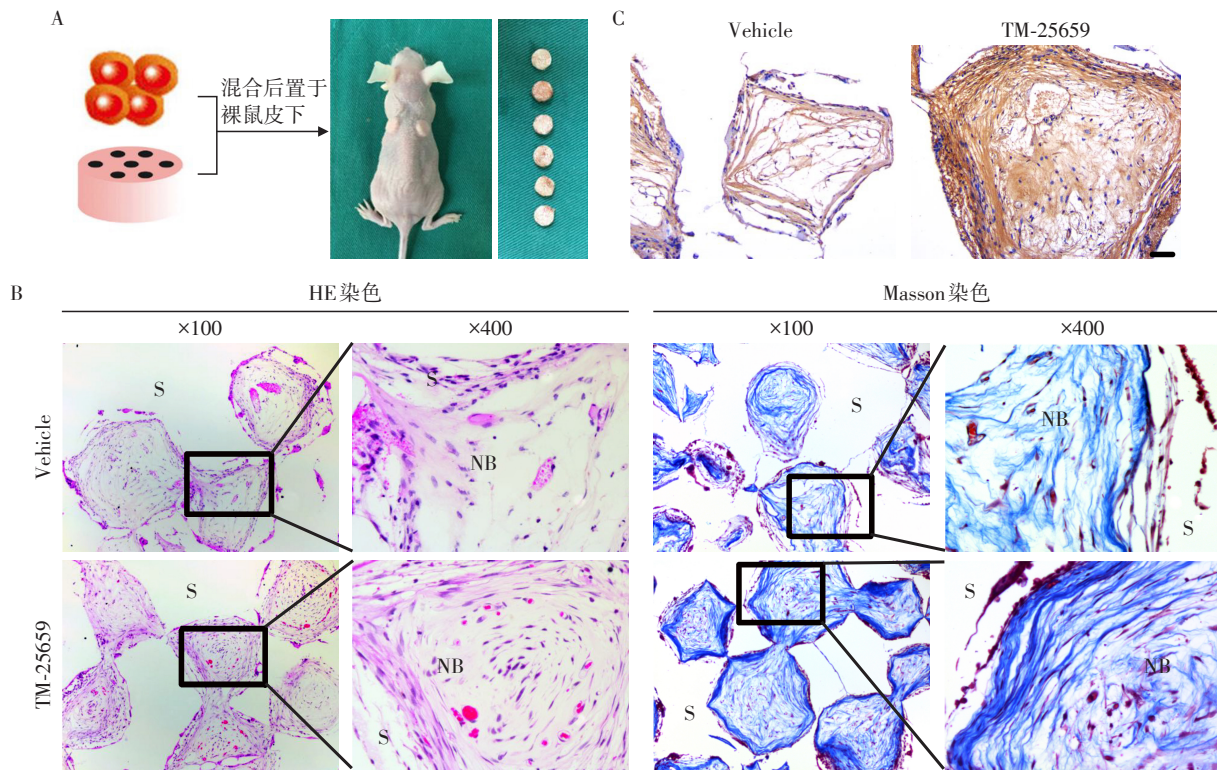 A
混合后置于
裸鼠皮下
C
Vehicle
TM-25659
B
HE染色
Masson染色
×100
×400
×100
×400
Vehicle
S
S
NB
S
NB
S
TM-25659
S
NB
S
S
S
NB